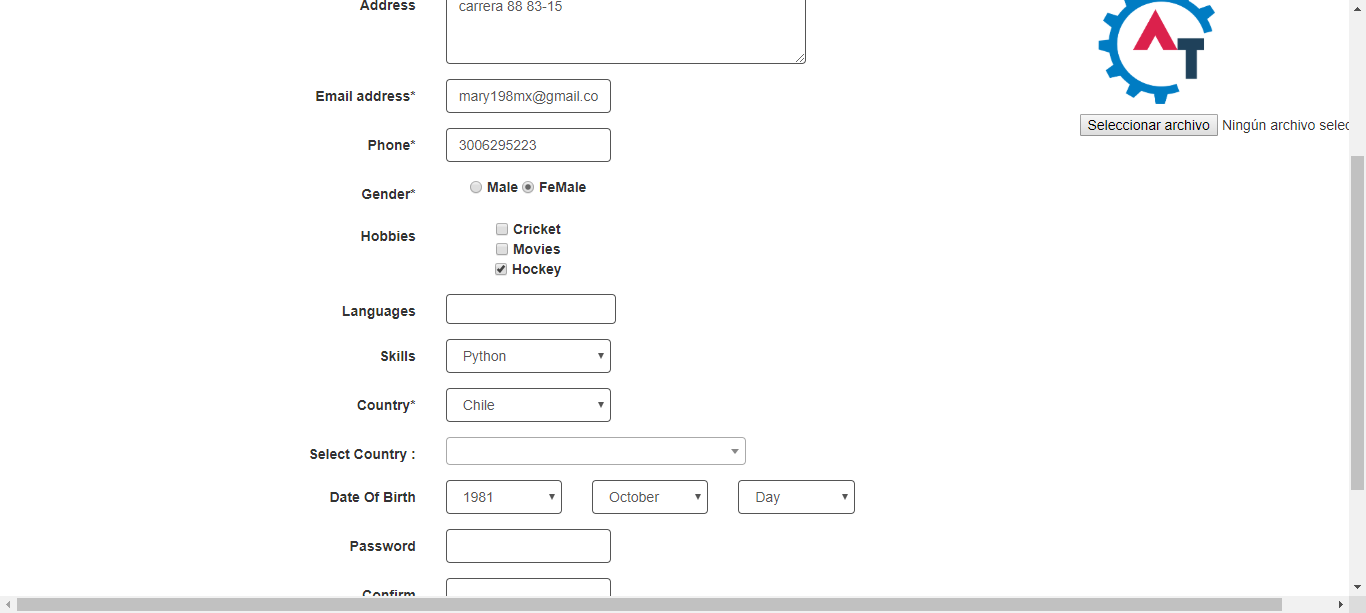 Address carrera 88 83-15
AT
Seleccionar archivo Ningún archivo selec
Email address* mary198mx@gmail.co
Phone* 3006295223
Gender* Male FeMale
Hobbies Cricket
Movies
Hockey
Languages
Skills Python
Country* Chile
Select Country :
Date Of Birth 1981 October Day
Password
Confirm